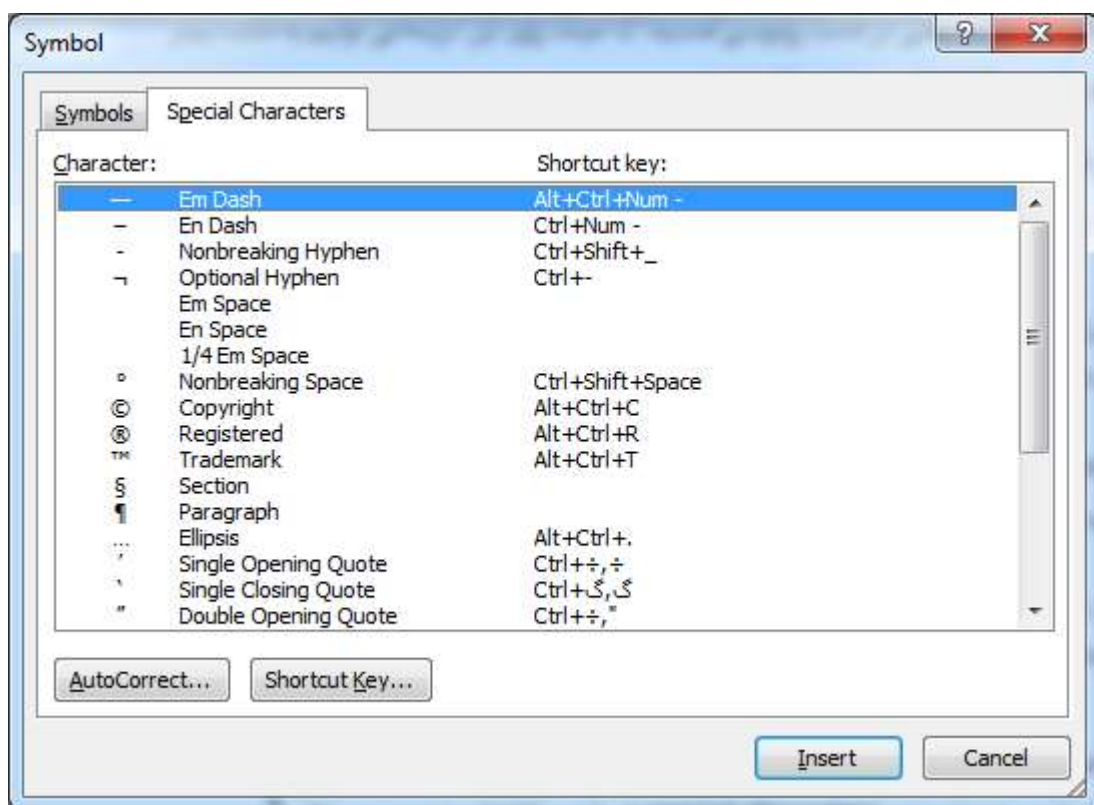 Symbol
Symbols Special Characters
Character: Shortcut key:
— Em Dash Alt+Ctrl+Num -
– En Dash Ctrl+Num -
- Nonbreaking Hyphen Ctrl+Shift+_
¬ Optional Hyphen Ctrl+-
Em Space
En Space
1/4 Em Space
° Nonbreaking Space Ctrl+Shift+Space
© Copyright Alt+Ctrl+C
® Registered Alt+Ctrl+R
™ Trademark Alt+Ctrl+T
§ Section
¶ Paragraph
… Ellipsis Alt+Ctrl+.
Single Opening Quote Ctrl+÷,÷
Single Closing Quote Ctrl+گ,گ
" Double Opening Quote Ctrl+÷,"
AutoCorrect... Shortcut Key...
Insert Cancel